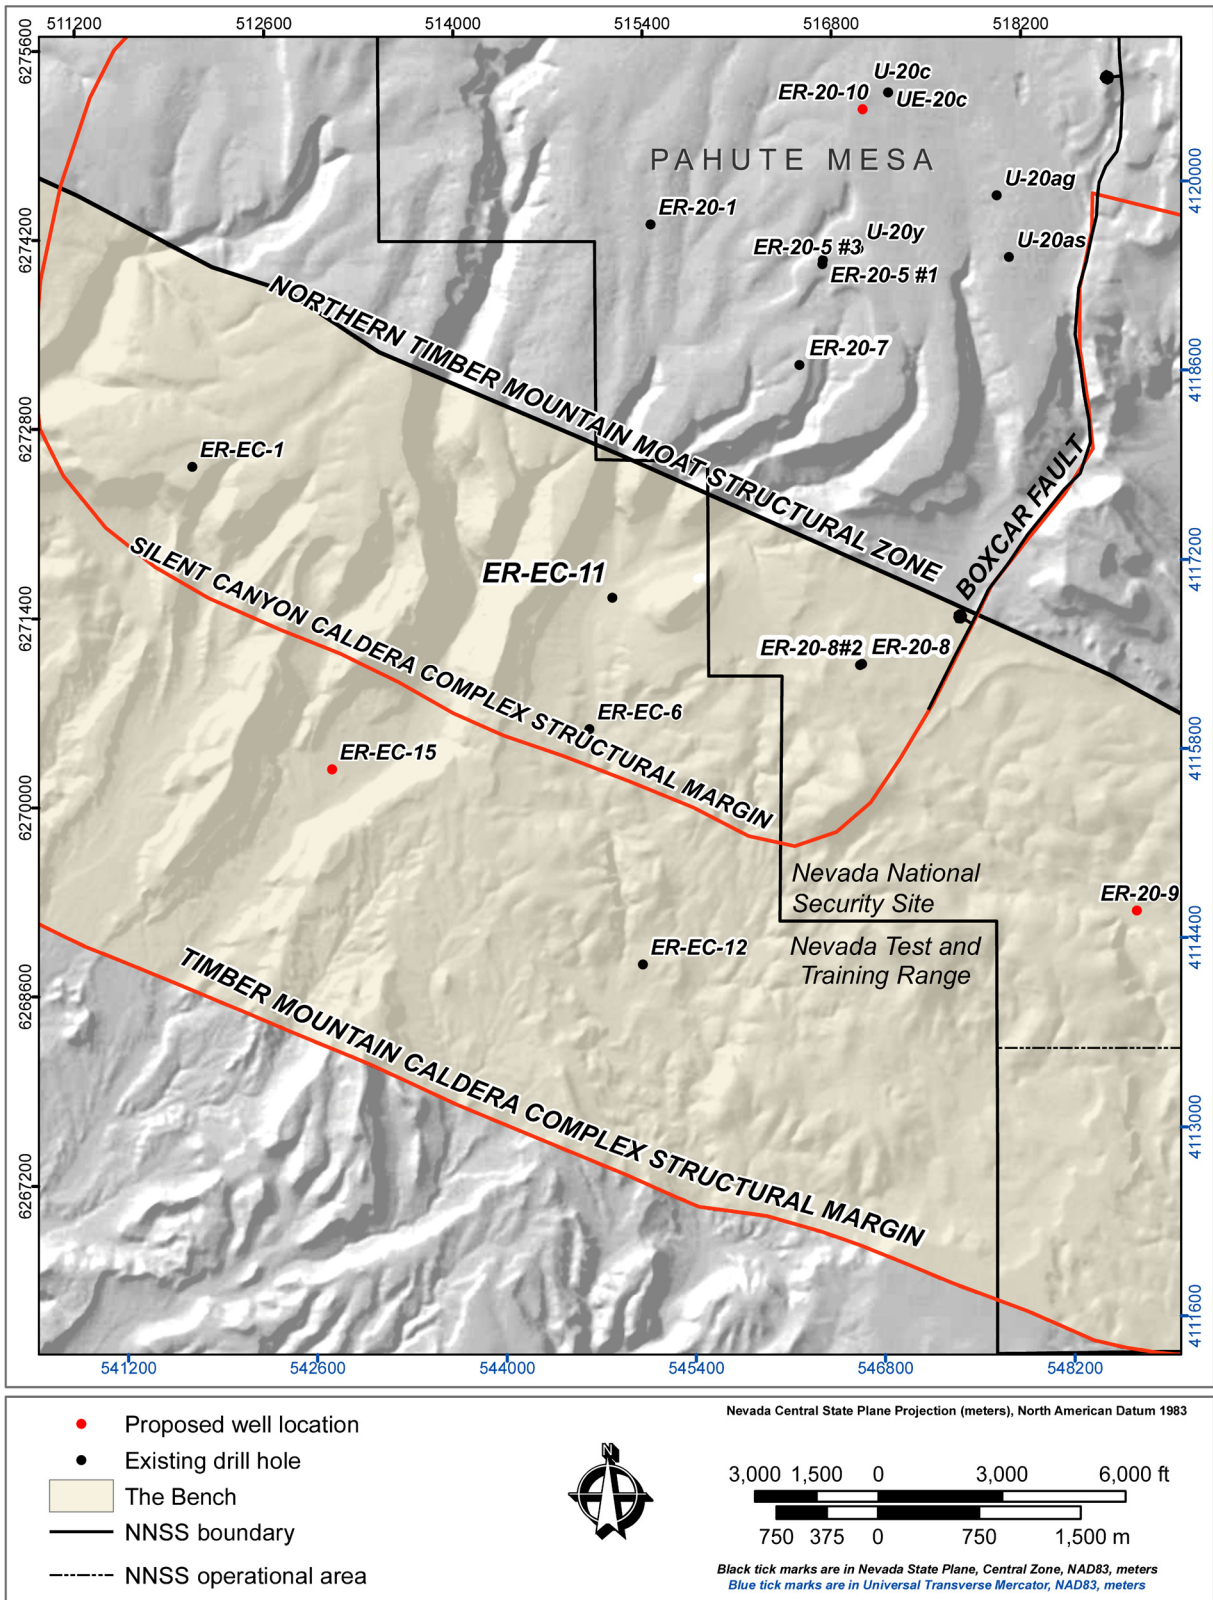 511200 512600 514000 515400 516800 518200
6275600
6274200
6272800
6271400
6270000
6268600
6267200
4120000
4118600
4117200
4115800
4114400
4113000
4111600
541200 542600 544000 545400 546800 548200
U-20c
ER-20-10
UE-20c
PAHUTE MESA
U-20ag
ER-20-1
U-20y
U-20as
ER-20-5 #3
ER-20-5 #1
NORTHERN TIMBER MOUNTAIN MOAT STRUCTURAL ZONE
ER-20-7
ER-EC-1
BOXCAR FAULT
SILENT CANYON CALDERA COMPLEX STRUCTURAL MARGIN
ER-EC-11
ER-20-8#2 ER-20-8
ER-EC-6
ER-EC-15
Nevada National
Security Site
ER-20-9
Nevada Test and
Training Range
ER-EC-12
TIMBER MOUNTAIN CALDERA COMPLEX STRUCTURAL MARGIN
Proposed well location
Existing drill hole
The Bench
NNSS boundary
NNSS operational area
N
Nevada Central State Plane Projection (meters), North American Datum 1983
3,000 1,500 0 3,000 6,000 ft
750 375 0 750 1,500 m
Black tick marks are in Nevada State Plane, Central Zone, NAD83, meters
Blue tick marks are in Universal Transverse Mercator, NAD83, meters